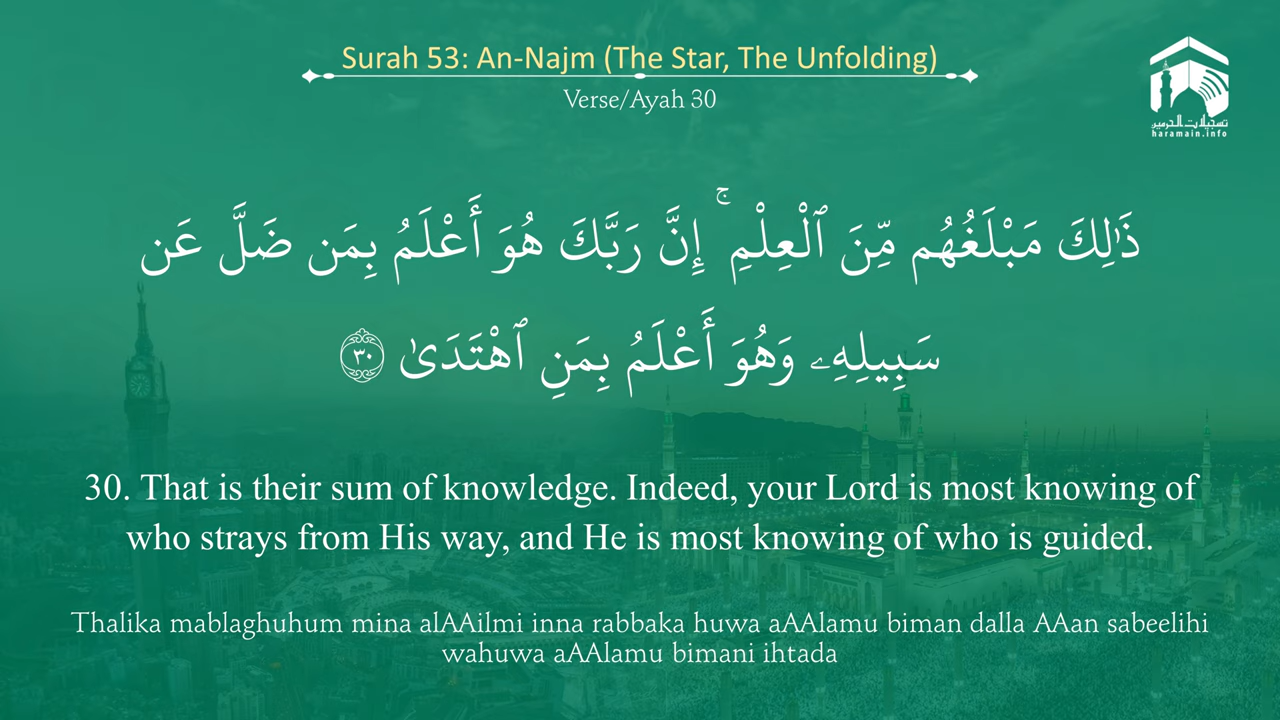 Surah 53: An-Najm (The Star, The Unfolding)
Verse/Ayah 30
تسجيلات الحرمين
haramain.info
ذَٰلِكَ مَبْلَغُهُم مِّنَ ٱلْعِلْمِ ۚ إِنَّ رَبَّكَ هُوَ أَعْلَمُ بِمَن ضَلَّ عَن
سَبِيلِهِۦ وَهُوَ أَعْلَمُ بِمَنِ ٱهْتَدَىٰ ٣٠
30. That is their sum of knowledge. Indeed, your Lord is most knowing of
who strays from His way, and He is most knowing of who is guided.
Thalika mablaghuhum mina alAAilmi inna rabbaka huwa aAAlamu biman dalla AAan sabeelihi
wahuwa aAAlamu bimani ihtada